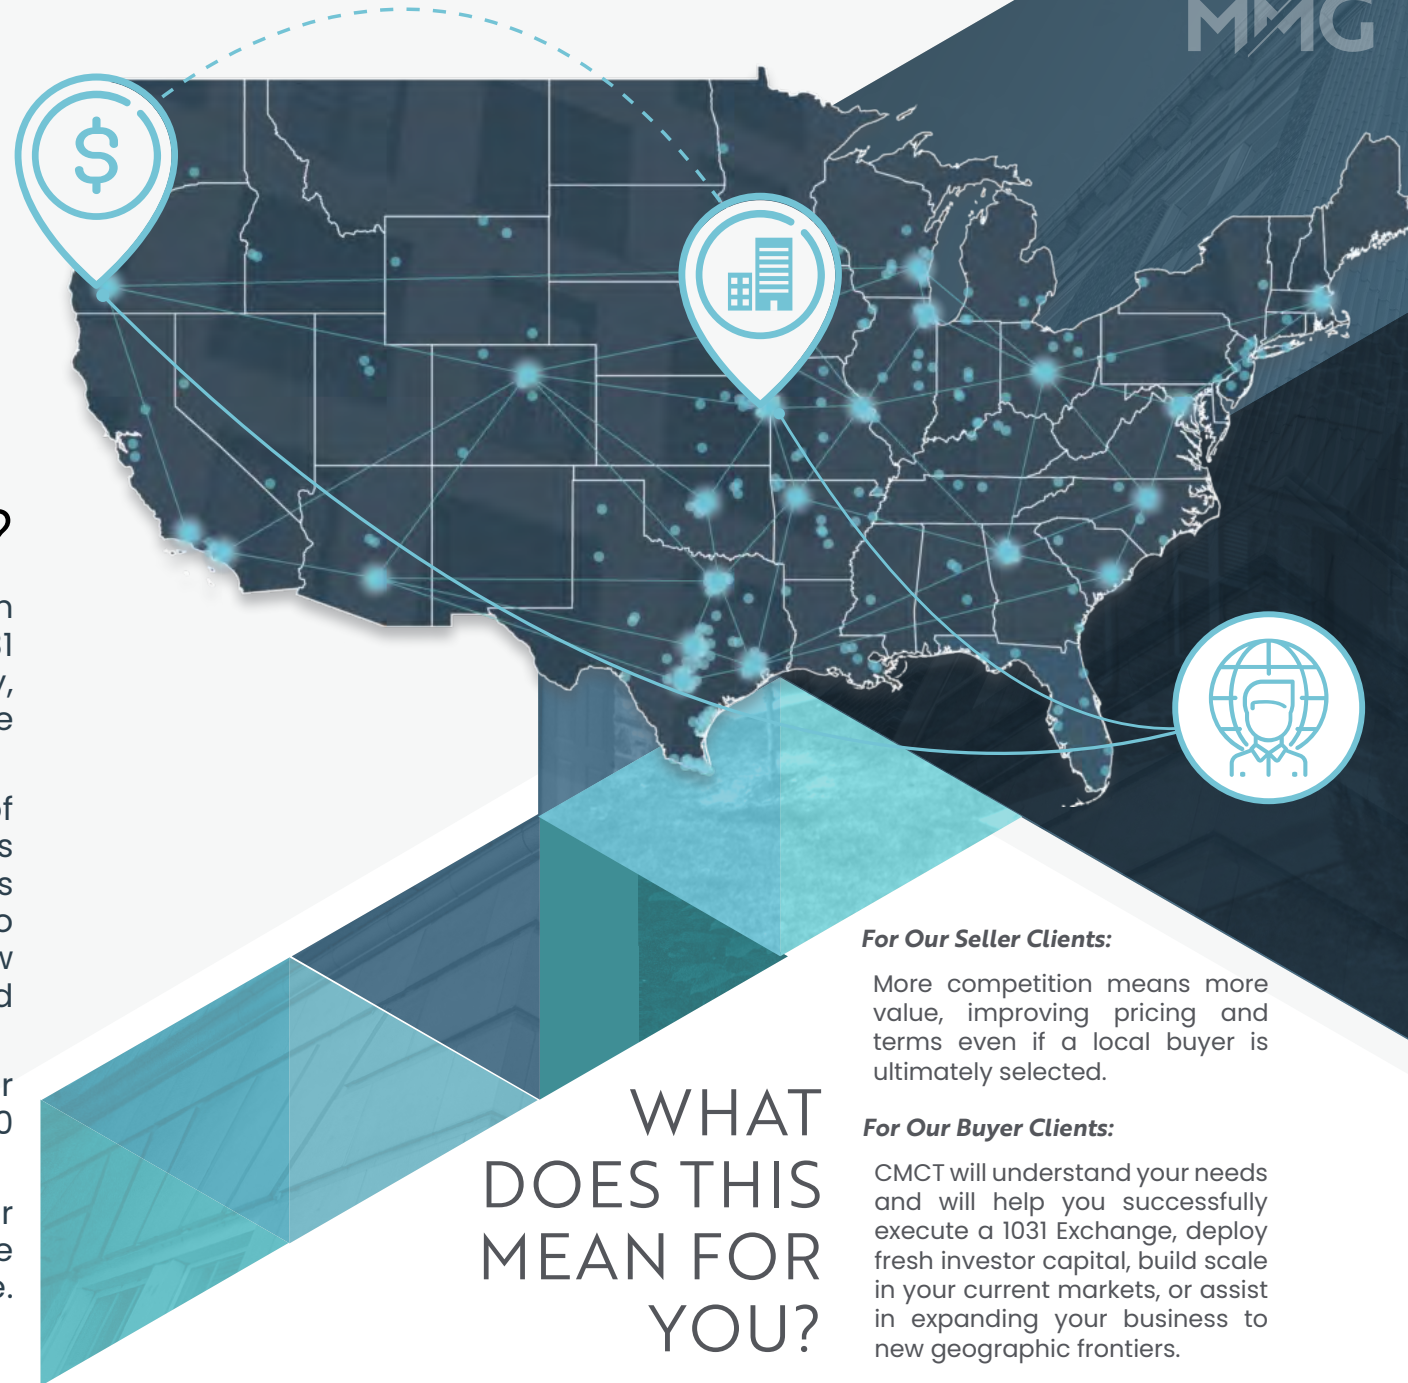 MMG
?
n
31
y,
e
of
s
s
o
w
d
r
0
r
e
e.
For Our Seller Clients:
More competition means more
value, improving pricing and
terms even if a local buyer is
ultimately selected.
WHAT
DOES THIS
MEAN FOR
YOU?
For Our Buyer Clients:
CMCT will understand your needs
and will help you successfully
execute a 1031 Exchange, deploy
fresh investor capital, build scale
in your current markets, or assist
in expanding your business to
new geographic frontiers.